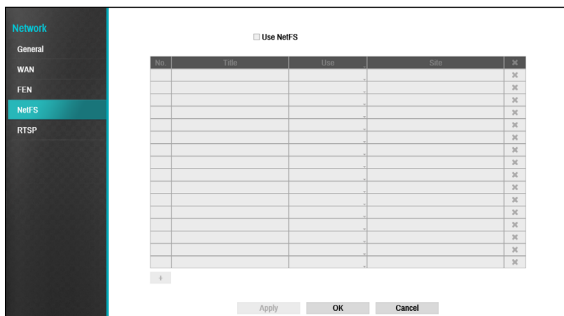 Network
General
WAN
FEN
NetFS
RTSP
Use NetFS
No. Title Use Site
Apply OK Cancel